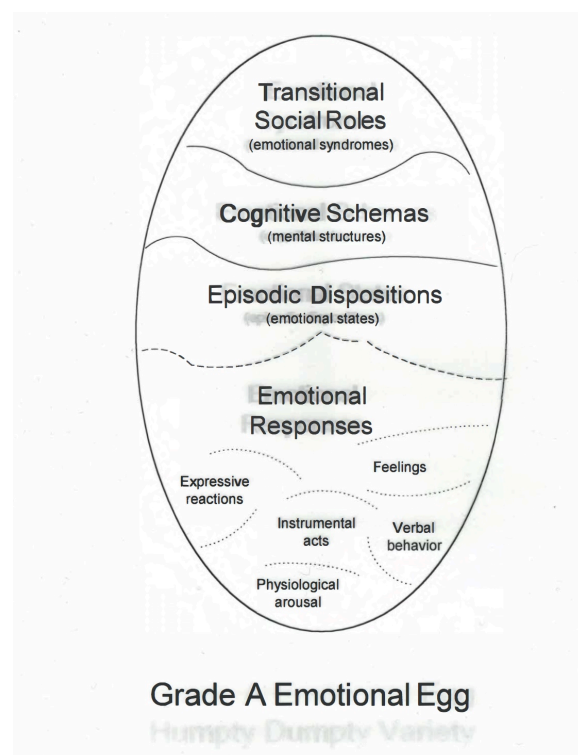 Transitional
Social Roles
(emotional syndromes)
Cognitive Schemas
(mental structures)
Episodic Dispositions
(emotional states)
Emotional
Responses
Feelings
Expressive
reactions
Instrumental
acts
Verbal
behavior
Physiological
arousal
Grade A Emotional Egg
Humpty Dumpty Variety